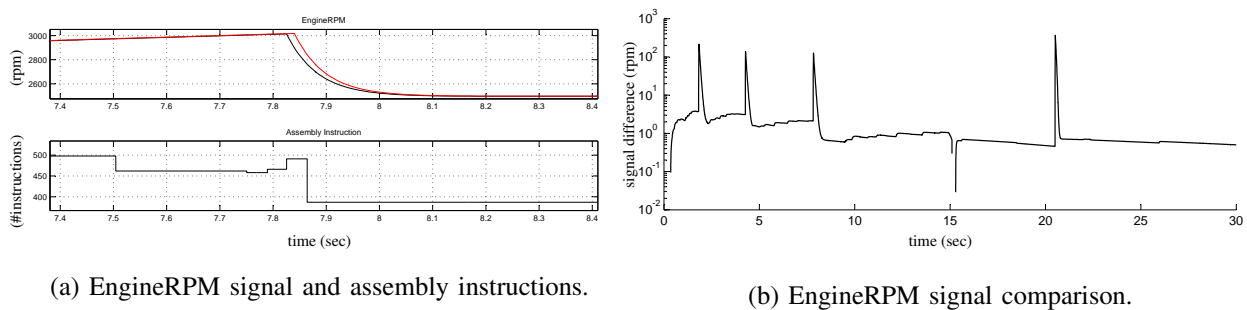 EngineRPM
(rpm)
3000
2800
2600
7.4 7.5 7.6 7.7 7.8 7.9 8 8.1 8.2 8.3 8.4
Assembly Instruction
(#instructions)
500
450
400
7.4 7.5 7.6 7.7 7.8 7.9 8 8.1 8.2 8.3 8.4
time (sec)
(a) EngineRPM signal and assembly instructions.
signal difference (rpm)
10³
10²
10¹
10⁰
10⁻¹
10⁻²
0 5 10 15 20 25 30
time (sec)
(b) EngineRPM signal comparison.